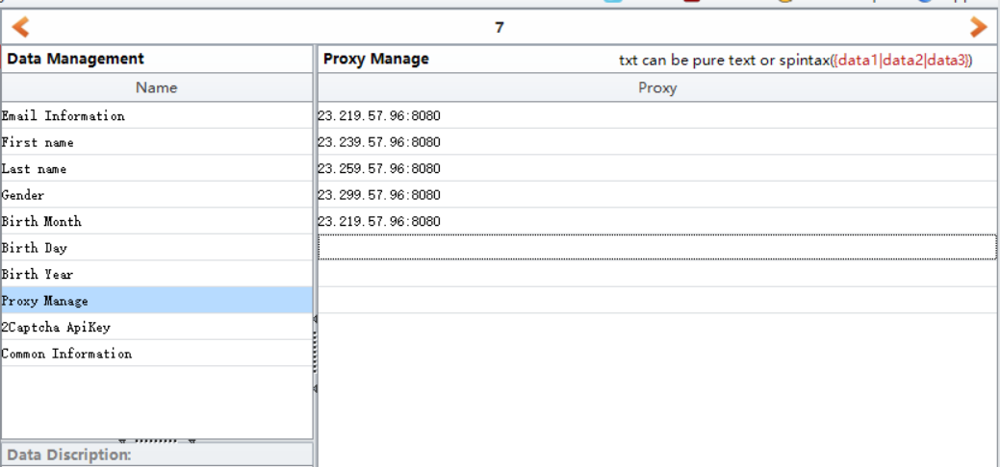 7
Data Management
Name
Email Information
First name
Last name
Gender
Birth Month
Birth Day
Birth Year
Proxy Manage
2Captcha ApiKey
Common Information
Data Discription:
Proxy Manage txt can be pure text or spintax({data1|data2|data3})
Proxy
23.219.57.96:8080
23.239.57.96:8080
23.259.57.96:8080
23.299.57.96:8080
23.219.57.96:8080